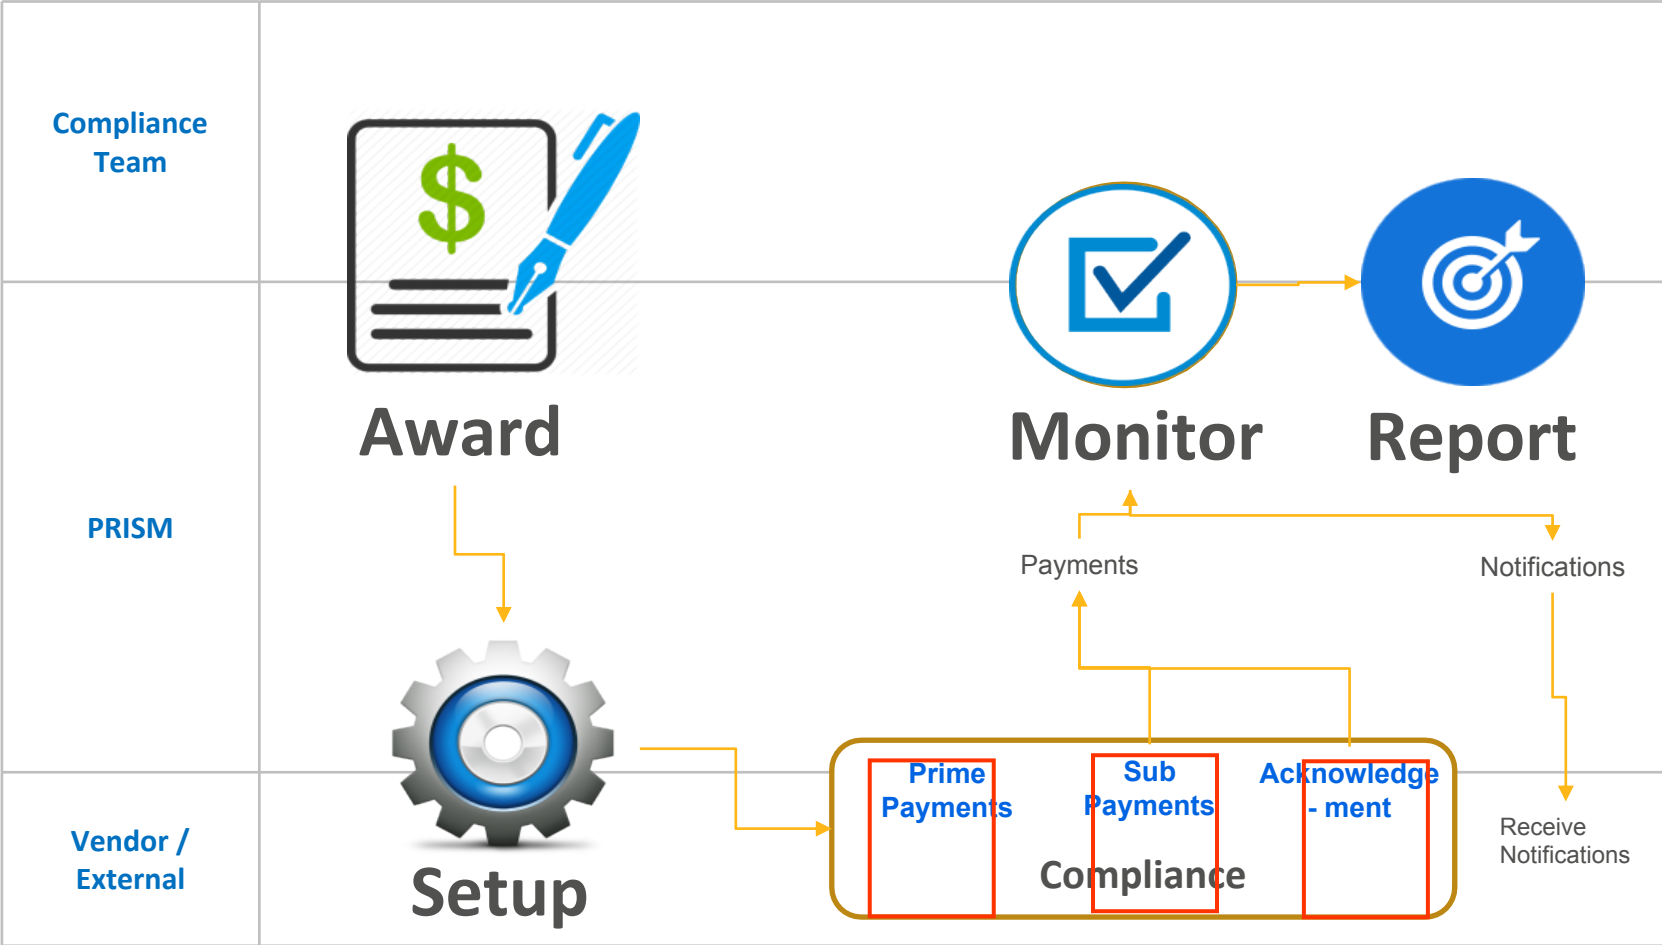 Compliance
Team
$
Award
Monitor
Report
PRISM
Payments
Notifications
Prime
Payments
Sub
Payments
Acknowledge
- ment
Vendor /
External
Setup
Compliance
Receive
Notifications